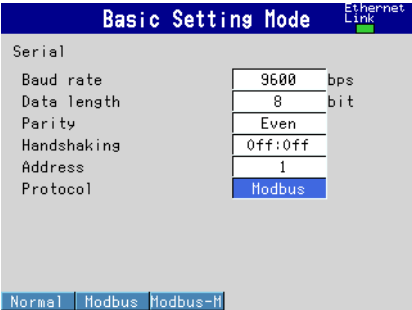 Basic Setting Mode
Ethernet
Link
Serial
Baud rate 9600 bps
Data length 8 bit
Parity Even
Handshaking Off:Off
Address 1
Protocol Modbus
Normal Modbus Modbus-M